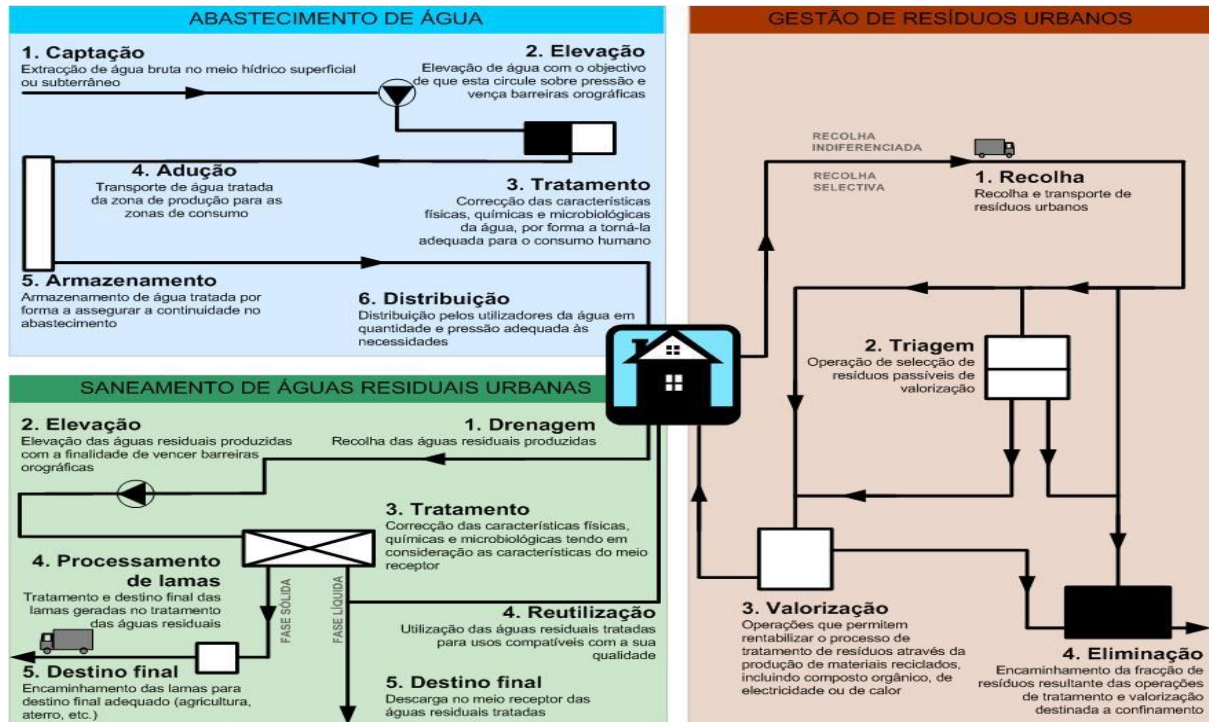 ABASTECIMENTO DE ÁGUA
1. Captação
Extracção de água bruta no meio hídrico superficial
ou subterrâneo
2. Elevação
Elevação de água com o objectivo
de que esta circule sobre pressão e
vença barreiras orográficas
3. Tratamento
Correcção das características
físicas, químicas e microbiológicas
da água, por forma a torná-la
adequada para o consumo humano
4. Adução
Transporte de água tratada
da zona de produção para as
zonas de consumo
5. Armazenamento
Armazenamento de água tratada por
forma a assegurar a continuidade no
abastecimento
6. Distribuição
Distribuição pelos utilizadores da água em
quantidade e pressão adequada às
necessidades
SANEAMENTO DE ÁGUAS RESIDUAIS URBANAS
1. Drenagem
Recolha das águas residuais produzidas
2. Elevação
Elevação das águas residuais produzidas
com a finalidade de vencer barreiras
orográficas
3. Tratamento
Correcção das características físicas,
químicas e microbiológicas tendo em
consideração as características do meio
receptor
4. Processamento
de lamas
Tratamento e destino final das
lamas geradas no tratamento
das águas residuais
FASE SÓLIDA
FASE LÍQUIDA
4. Reutilização
Utilização das águas residuais tratadas
para usos compatíveis com a sua
qualidade
5. Destino final
Encaminhamento das lamas para
destino final adequado (agricultura,
aterro, etc.)
5. Destino final
Descarga no meio receptor das
águas residuais tratadas
GESTÃO DE RESÍDUOS URBANOS
RECOLHA
INDIFERENCIADA
RECOLHA
SELECTIVA
1. Recolha
Recolha e transporte de
resíduos urbanos
2. Triagem
Operação de selecção de
resíduos passíveis de
valorização
3. Valorização
Operações que permitem
rentabilizar o processo de
tratamento de resíduos através da
produção de materiais reciclados,
incluindo composto orgânico, de
electricidade ou de calor
4. Eliminação
Encaminhamento da fracção de
resíduos resultante das operações
de tratamento e valorização
destinada a confinamento